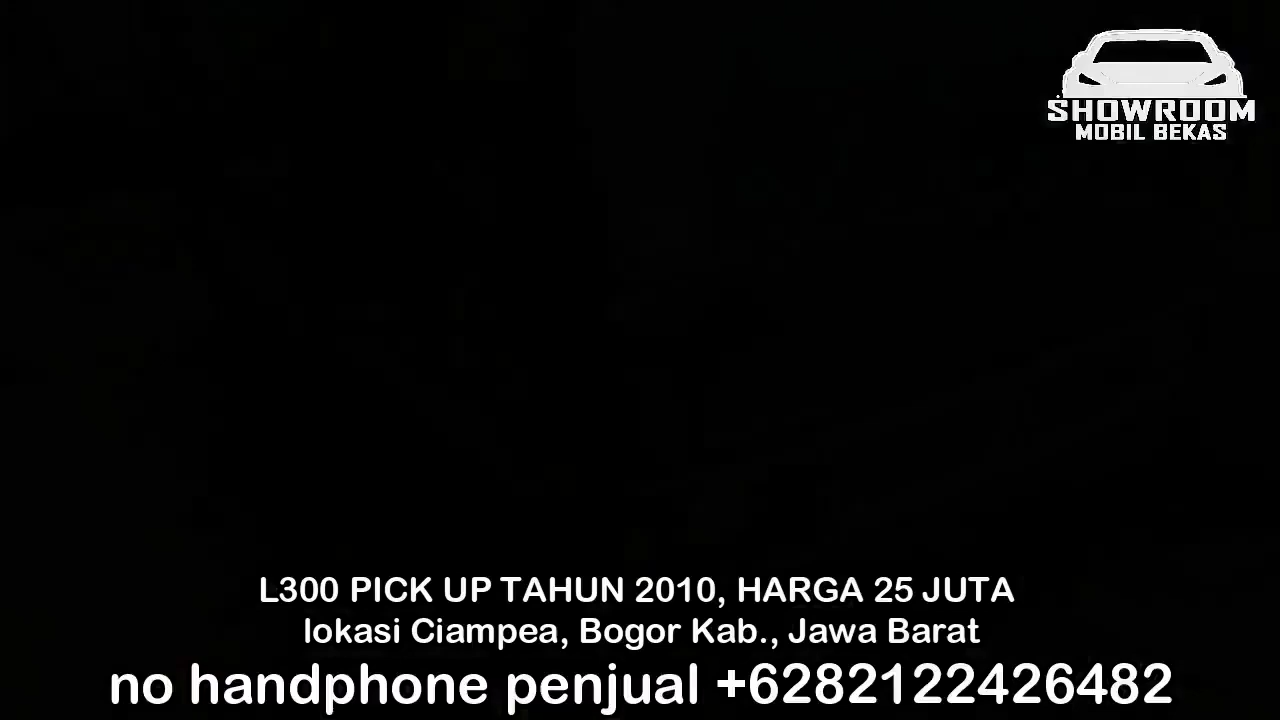 SHOWROOM
MOBIL BEKAS
L300 PICK UP TAHUN 2010, HARGA 25 JUTA
lokasi Ciampea, Bogor Kab., Jawa Barat
no handphone penjual +6282122426482